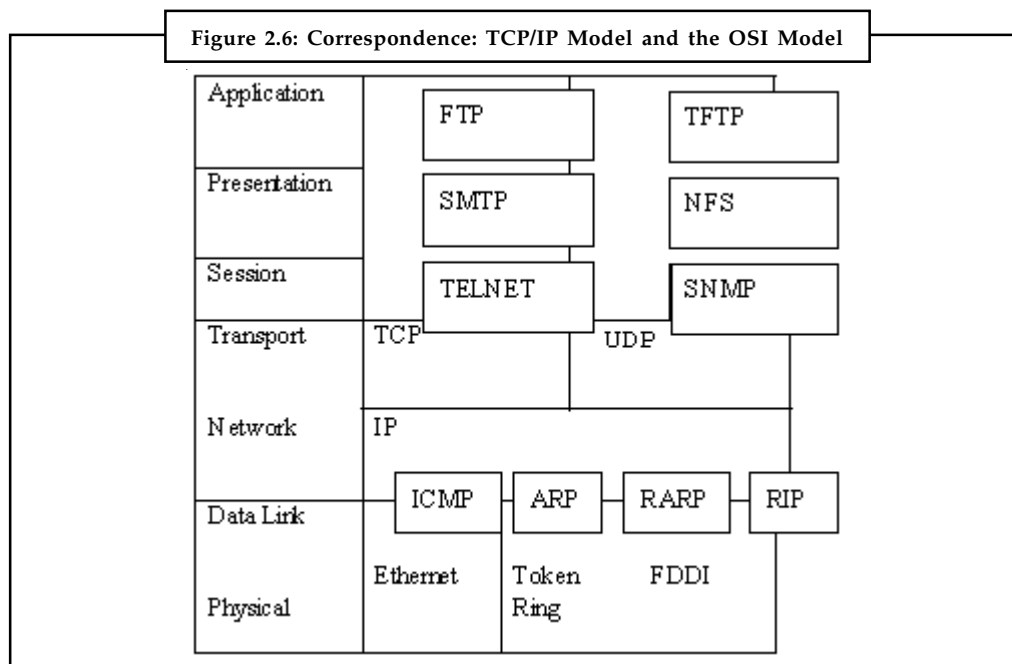 Figure 2.6: Correspondence: TCP/IP Model and the OSI Model
Application
FTP
TFTP
Presentation
SMTP
NFS
Session
TELNET
SNMP
Transport
TCP
UDP
Network
IP
ICMP
ARP
RARP
RIP
Data Link
Ethernet
Token
Ring
FDDI
Physical